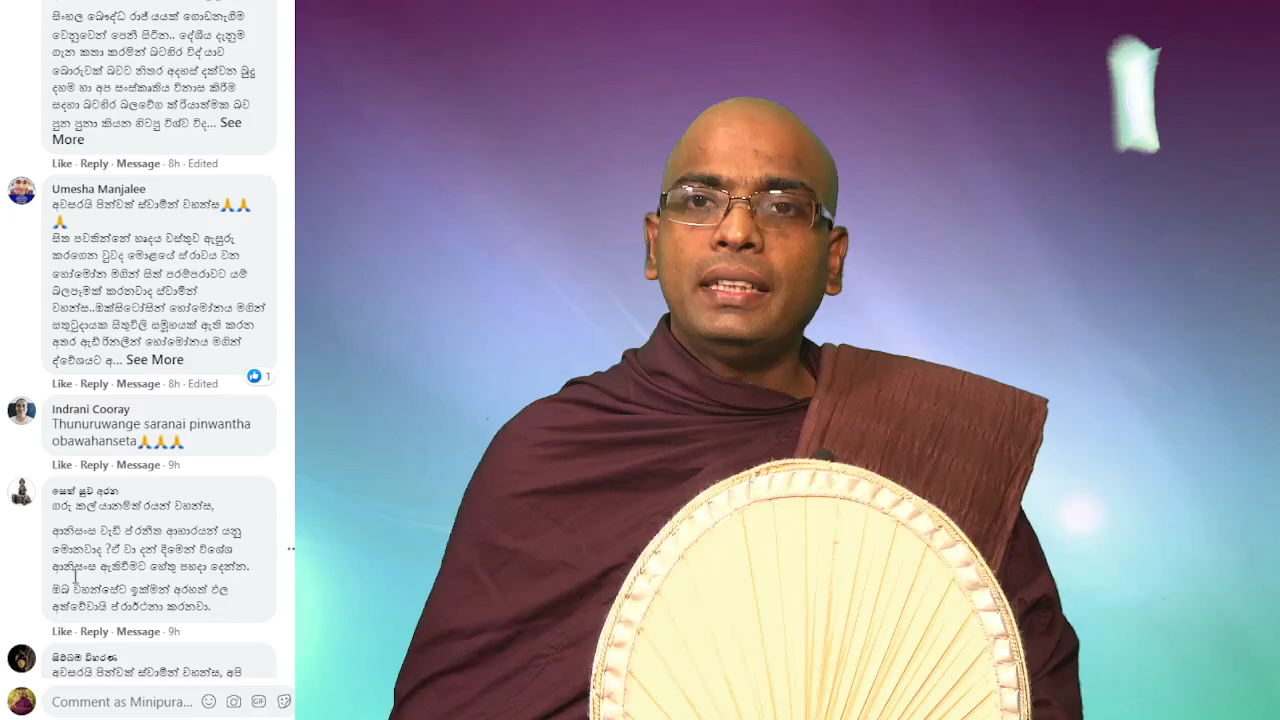 සිංහල බෞද්ධ රාජ්‍යයක් ගොඩනැගීම
වෙනුවෙන් පෙනී සිටින.. දේශීය දැනුම
ගැන කතා කරමින් බටහිර විද්‍යාව
බොරුවක් බවට නිතර අදහස් දක්වන බුදු
දහම හා අප සංස්කෘතිය විනාස කිරීම
සඳහා බටහිර බලවේග ක්‍රියාත්මක බව
පුන පුනා කියන හිටපු විශ්ව විද... See
More
Like · Reply · Message · 8h · Edited
Umesha Manjalee
අවසරයි පින්වත් ස්වාමීන් වහන්ස🙏🙏
🙏
සිත පවතින්නේ හෘදය වස්තුව ඇසුරු
කරගෙන වුවද මොළයේ ස්‍රාවය වන
හෝමෝන මගින් සිත් පරම්පරාවට යම්
බලපෑමක් කරනවාද ස්වාමීන්
වහන්ස..ඔක්සිටෝසින් හෝමෝනය මගින්
සතුටුදායක සිතුවිලි සමූහයක් ඇති කරන
අතර ඇඩ්‍රිනලීන් හෝමෝනය මගින්
ද්වේශයට අ... See More
1
Like · Reply · Message · 8h · Edited
Indrani Cooray
Thunuruwange saranai pinwantha
obawahanseta🙏🙏🙏
Like · Reply · Message · 9h
සෙත් සුව අරන
ගරු කල්‍යානමිත්‍රයන් වහන්ස,
ආනිසංස වැඩි ප්‍රනීත ආහාරයන් යනු
මොනවාද ?ඒ වා දන් දීමෙන් විශේශ
ආනිසංස ඇතිවීමට හේතු පහදා දෙන්න.
ඔබ වහන්සේට ඉක්මන් අරහත් ඵල
අත්වේවායි ප්‍රාර්ථනා කරනවා.
Like · Reply · Message · 9h
අවසරයි පින්වත් ස්වාමීන් වහන්ස, අපි
Comment as Minipura...
GIF